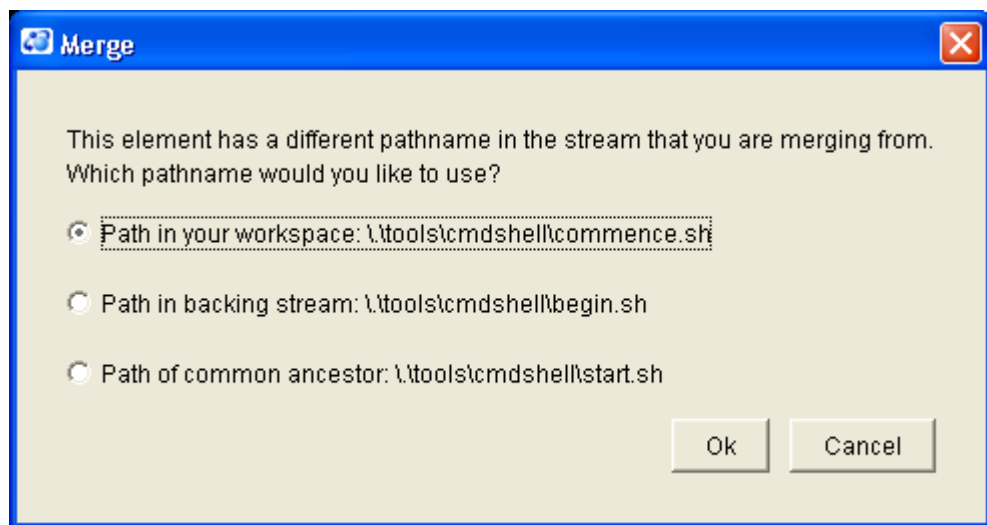 Merge
This element has a different pathname in the stream that you are merging from.
Which pathname would you like to use?
Path in your workspace: \.\tools\cmdshell\commence.sh
Path in backing stream: \.\tools\cmdshell\begin.sh
Path of common ancestor: \.\tools\cmdshell\start.sh
Ok Cancel